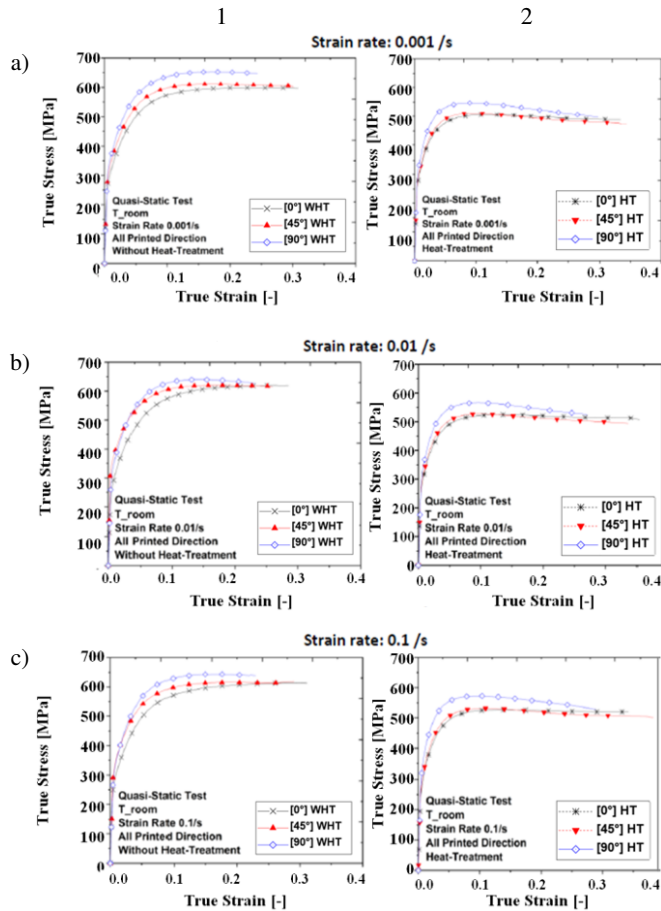 1 2
Strain rate: 0.001 /s
a)
True Stress [MPa]
700
600
500
400
300
200
100
0
Quasi-Static Test
T_room
Strain Rate 0.001/s
All Printed Direction
Without Heat-Treatment
[0°] WHT
[45°] WHT
[90°] WHT
0.0 0.1 0.2 0.3 0.4
True Strain [-]
True Stress [MPa]
700
600
500
400
300
200
100
Quasi-Static Test
T_room
Strain Rate 0.001/s
All Printed Direction
Heat-Treatment
[0°] HT
[45°] HT
[90°] HT
0.0 0.1 0.2 0.3 0.4
True Strain [-]
Strain rate: 0.01 /s
b)
True Stress [MPa]
700
600
500
400
300
200
100
Quasi-Static Test
T_room
Strain Rate 0.01/s
All Printed Direction
Without Heat-Treatment
[0°] WHT
[45°] WHT
[90°] WHT
0.0 0.1 0.2 0.3 0.4
True Strain [-]
True Stress [MPa]
700
600
500
400
300
200
100
Quasi-Static Test
T_room
Strain Rate 0.01/s
All Printed Direction
Heat-Treatment
[0°] HT
[45°] HT
[90°] HT
0.0 0.1 0.2 0.3 0.4
True Strain [-]
Strain rate: 0.1 /s
c)
True Stress [MPa]
700
600
500
400
300
200
100
0
Quasi-Static Test
T_room
Strain Rate 0.1/s
All Printed Direction
Without Heat-Treatment
[0°] WHT
[45°] WHT
[90°] WHT
0.0 0.1 0.2 0.3 0.4
True Strain [-]
True Stress [MPa]
700
600
500
400
300
200
100
0
Quasi-Static Test
T_room
Strain Rate 0.1/s
All Printed Direction
Heat-Treatment
[0°] HT
[45°] HT
[90°] HT
0.0 0.1 0.2 0.3 0.4
True Strain [-]